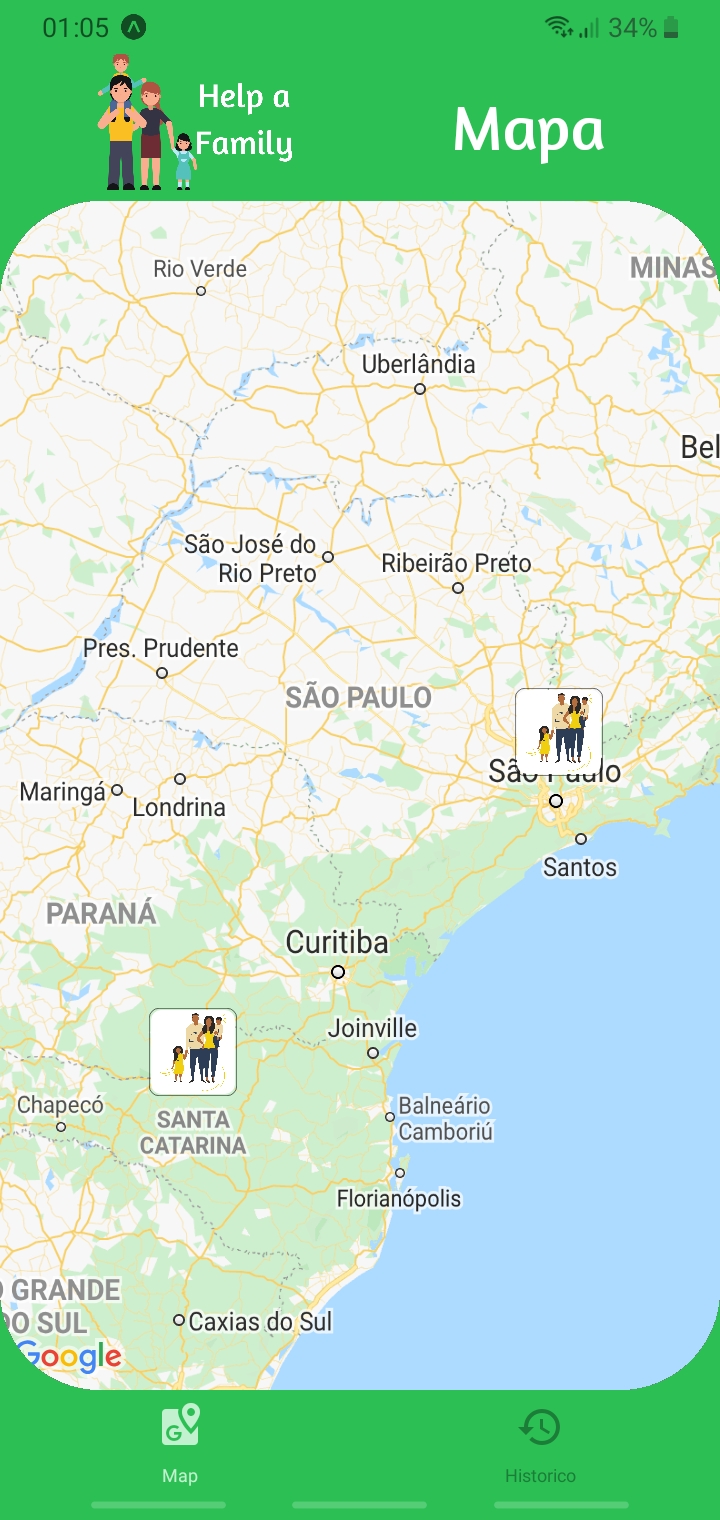 01:05
34%
Help a
Family
Mapa
Rio Verde
MINAS
Uberlândia
Bel
São José do
Rio Preto
Ribeirão Preto
Pres. Prudente
SÃO PAULO
São Paulo
Maringá
Londrina
Santos
PARANÁ
Curitiba
Joinville
Chapecó
Balneário
Camboriú
SANTA
CATARINA
Florianópolis
O GRANDE
DO SUL
Caxias do Sul
Google
G
Map
Historico